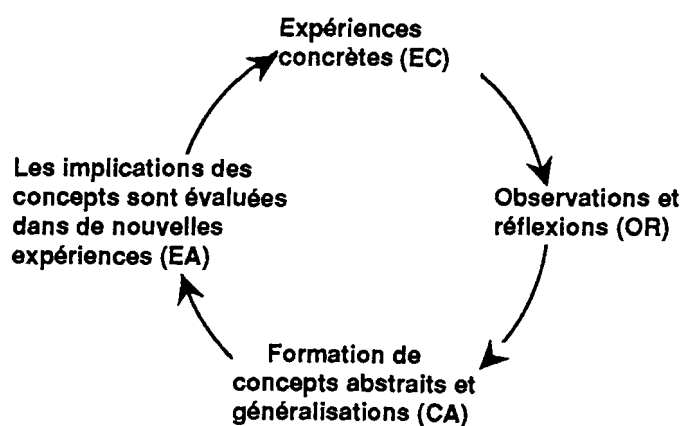 Expériences
concrètes (EC)
Les implications des
concepts sont évaluées
dans de nouvelles
expériences (EA)
Observations et
réflexions (OR)
Formation de
concepts abstraits et
généralisations (CA)